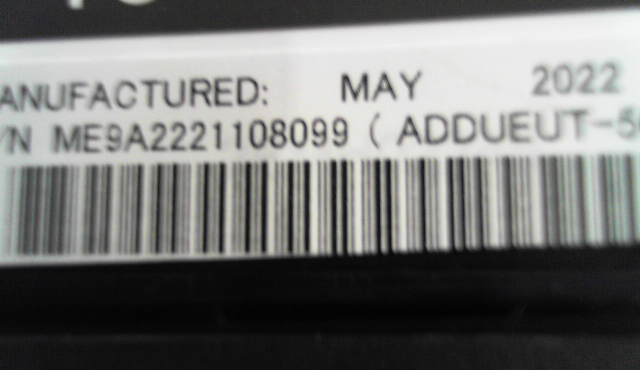 ANUFACTURED: MAY 2022
/N ME9A2221108099 ( ADDUEUT-5